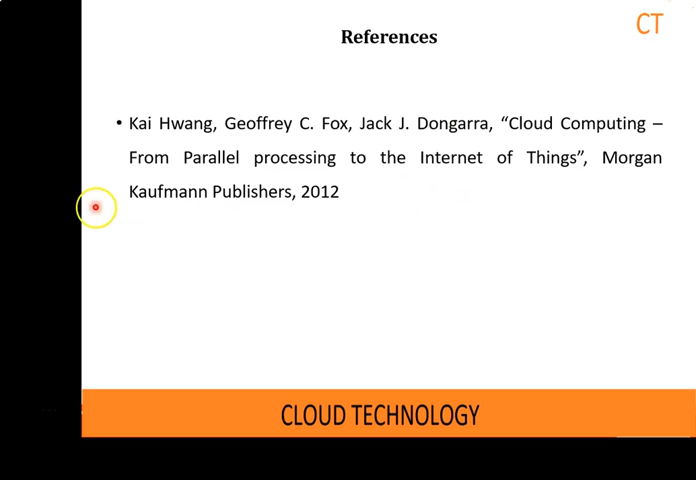 CT
References
• Kai Hwang, Geoffrey C. Fox, Jack J. Dongarra, “Cloud Computing –
From Parallel processing to the Internet of Things”, Morgan
Kaufmann Publishers, 2012
CLOUD TECHNOLOGY